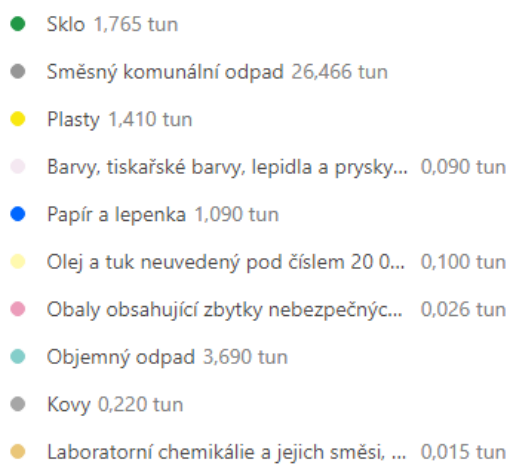 Sklo 1,765 tun
Směsný komunální odpad 26,466 tun
Plasty 1,410 tun
Barvy, tiskařské barvy, lepidla a prysky... 0,090 tun
Papír a lepenka 1,090 tun
Olej a tuk neuvedený pod číslem 20 0... 0,100 tun
Obaly obsahující zbytky nebezpečnýc... 0,026 tun
Objemný odpad 3,690 tun
Kovy 0,220 tun
Laboratorní chemikálie a jejich směsi, ... 0,015 tun